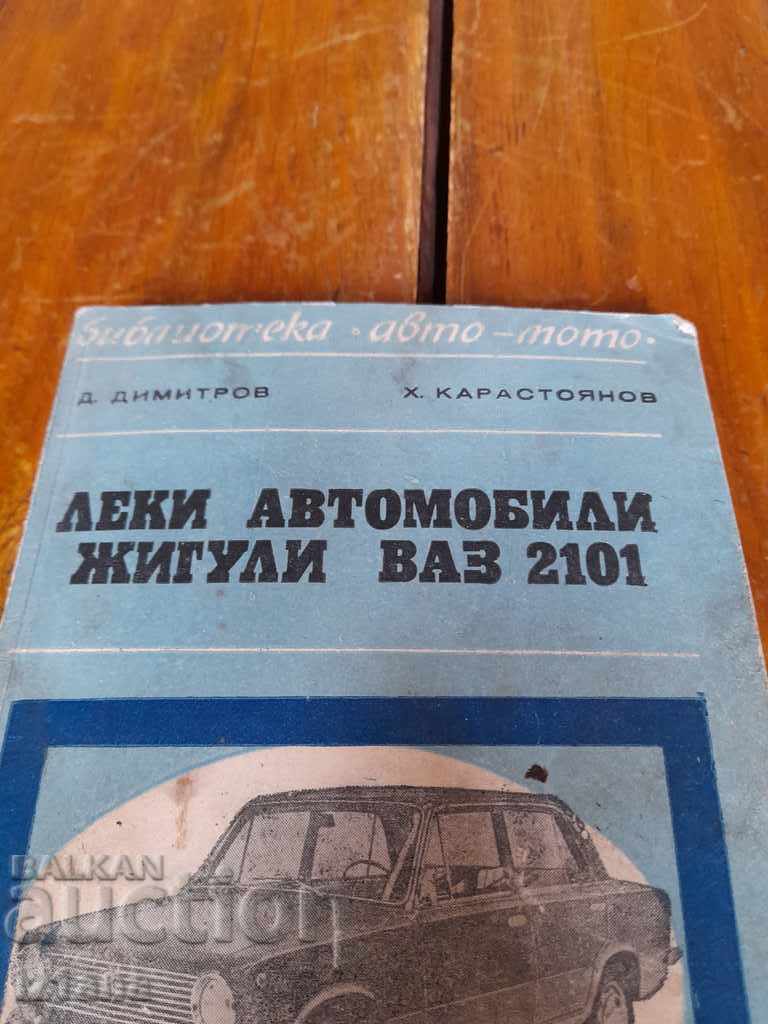 библиотека • авто-мото •
Д. ДИМИТРОВ Х. КАРАСТОЯНОВ
ЛЕКИ АВТОМОБИЛИ
ЖИГУЛИ ВАЗ 2101
BALKAN
auction